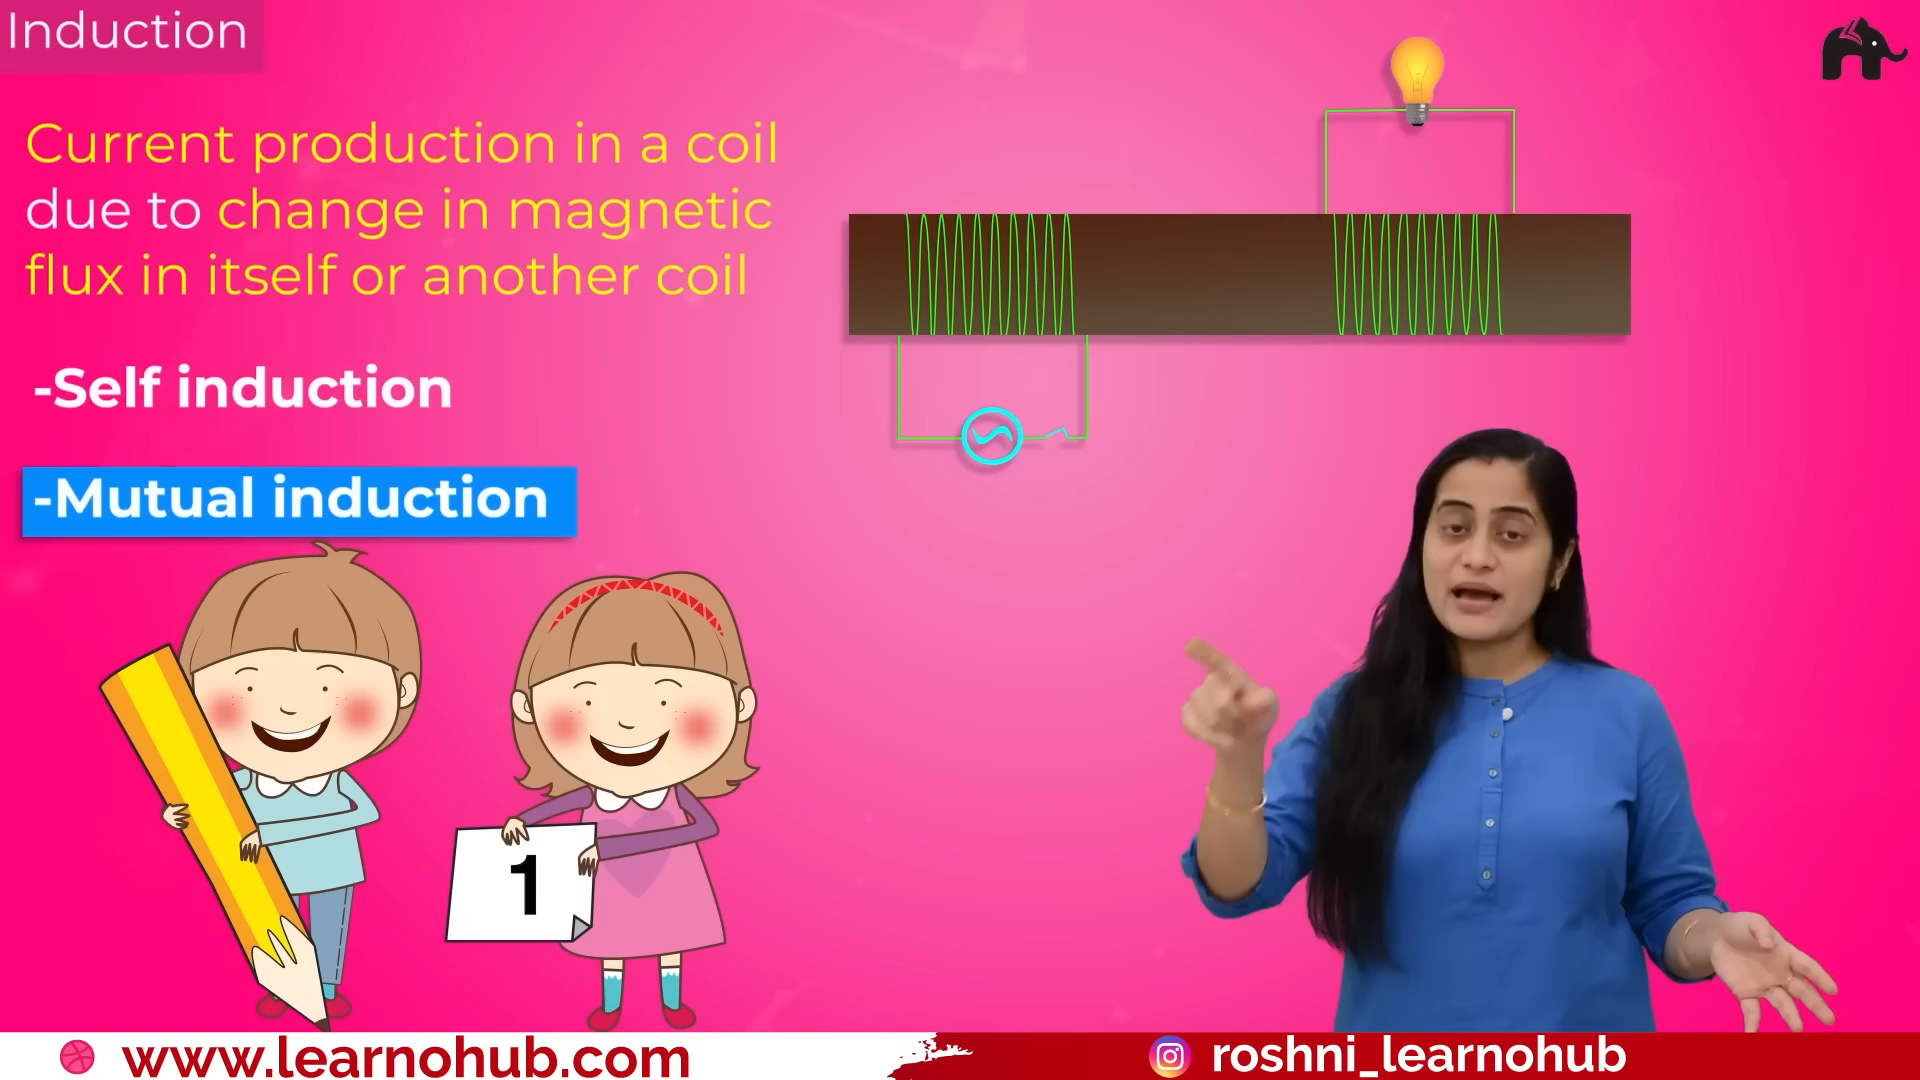 Induction
Current production in a coil
due to change in magnetic
flux in itself or another coil
-Self induction
-Mutual induction
1
www.learnohub.com
roshni_learnohub